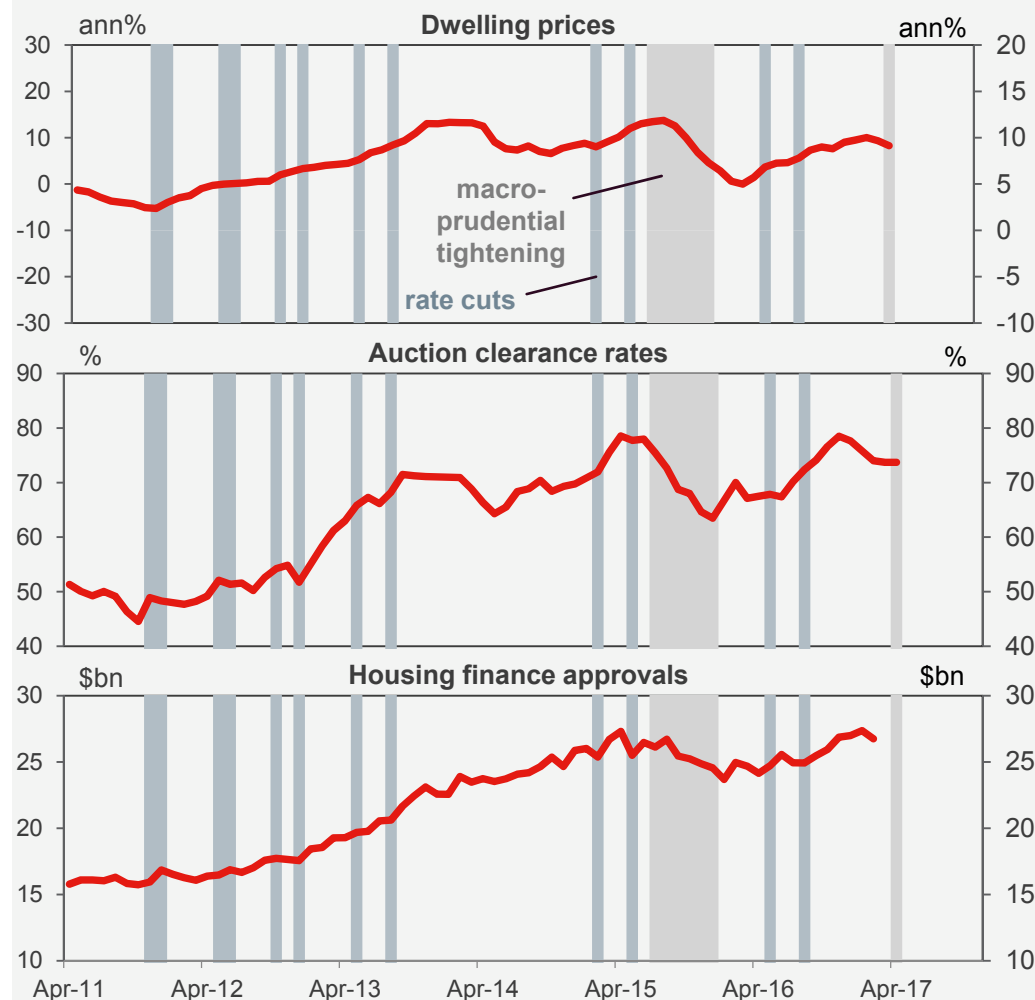 ann% Dwelling prices ann%
30 20
20 15
10 10
0 5
-10 0
-20 -5
-30 -10
macro-
prudential
tightening
rate cuts
% Auction clearance rates %
90 90
80 80
70 70
60 60
50 50
40 40
$bn Housing finance approvals $bn
30 30
25 25
20 20
15 15
10 10
Apr-11 Apr-12 Apr-13 Apr-14 Apr-15 Apr-16 Apr-17